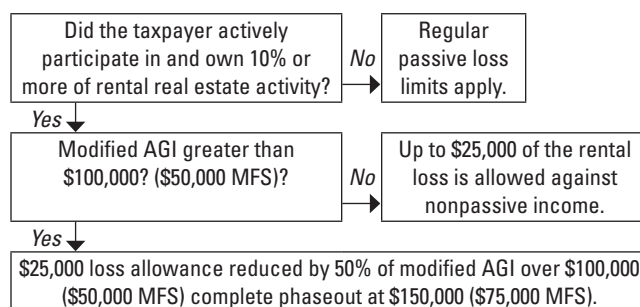 Did the taxpayer actively
participate in and own 10% or
more of rental real estate activity?
No
Regular
passive loss
limits apply.
Yes
Modified AGI greater than
$100,000? ($50,000 MFS)?
No
Up to $25,000 of the rental
loss is allowed against
nonpassive income.
Yes
$25,000 loss allowance reduced by 50% of modified AGI over $100,000
($50,000 MFS) complete phaseout at $150,000 ($75,000 MFS).